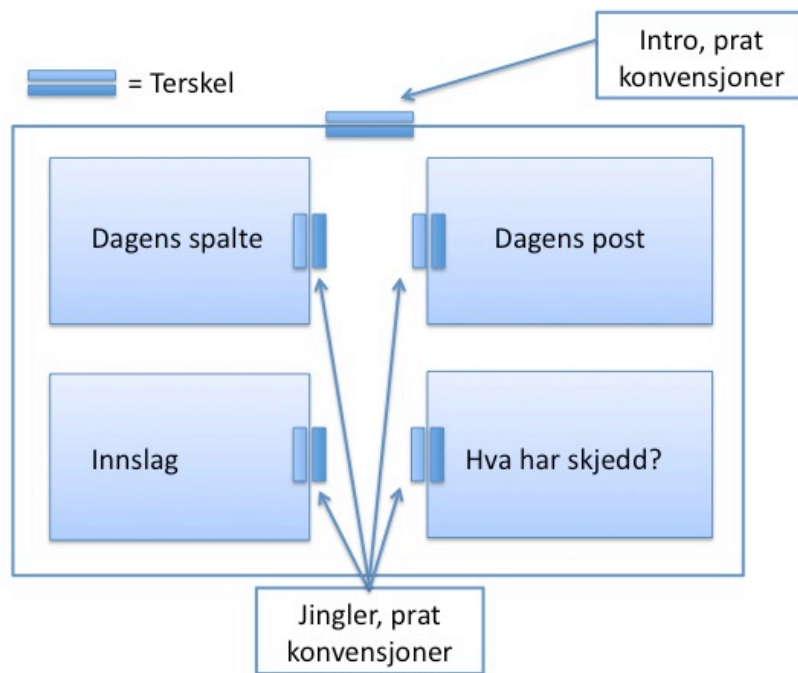 Intro, prat
konvensjoner
= Terskel
Dagens spalte
Dagens post
Innslag
Hva har skjedd?
Jingler, prat
konvensjoner